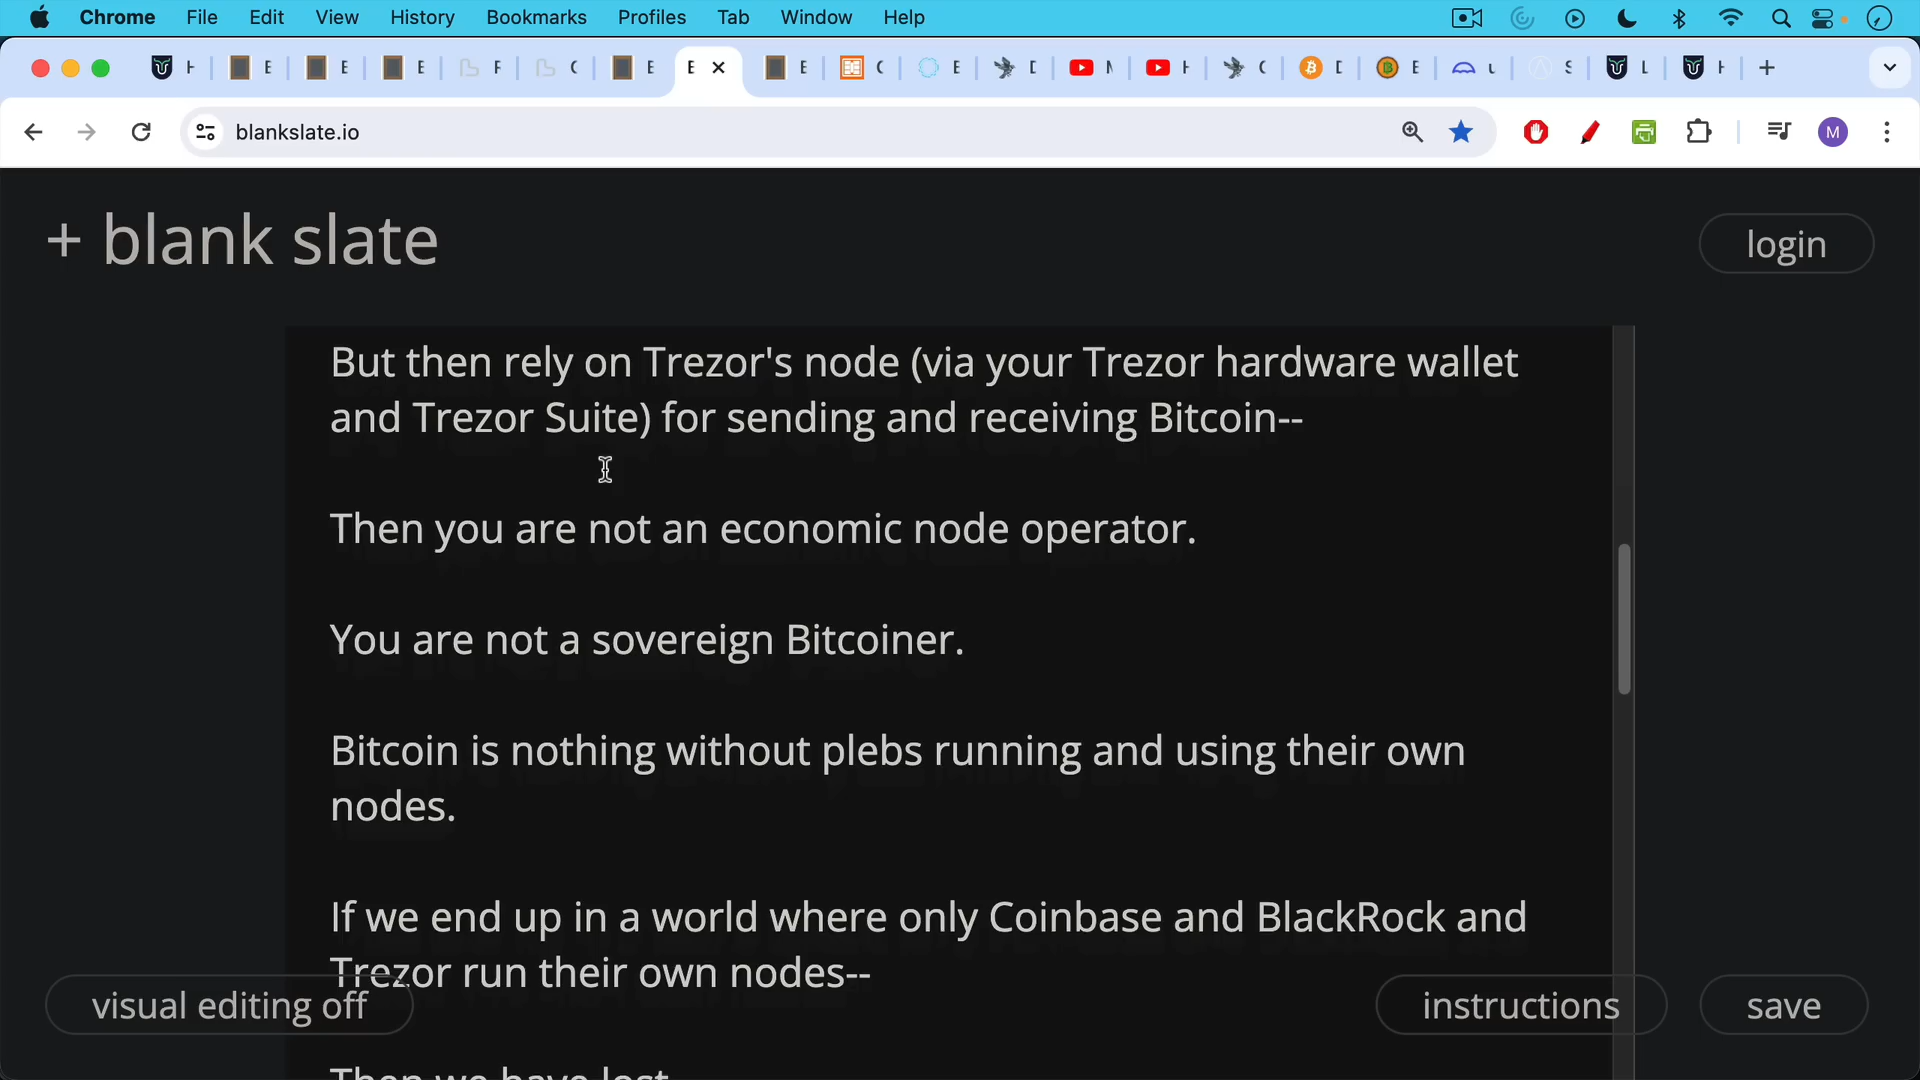 Chrome File Edit View History Bookmarks Profiles Tab Window Help
H E E E F C E E E C E D M H C D E u S L H
blankslate.io
M
+ blank slate
login
But then rely on Trezor's node (via your Trezor hardware wallet
and Trezor Suite) for sending and receiving Bitcoin--
Then you are not an economic node operator.
You are not a sovereign Bitcoiner.
Bitcoin is nothing without plebs running and using their own
nodes.
If we end up in a world where only Coinbase and BlackRock and
Trezor run their own nodes--
visual editing off
instructions
save
Then we have lost